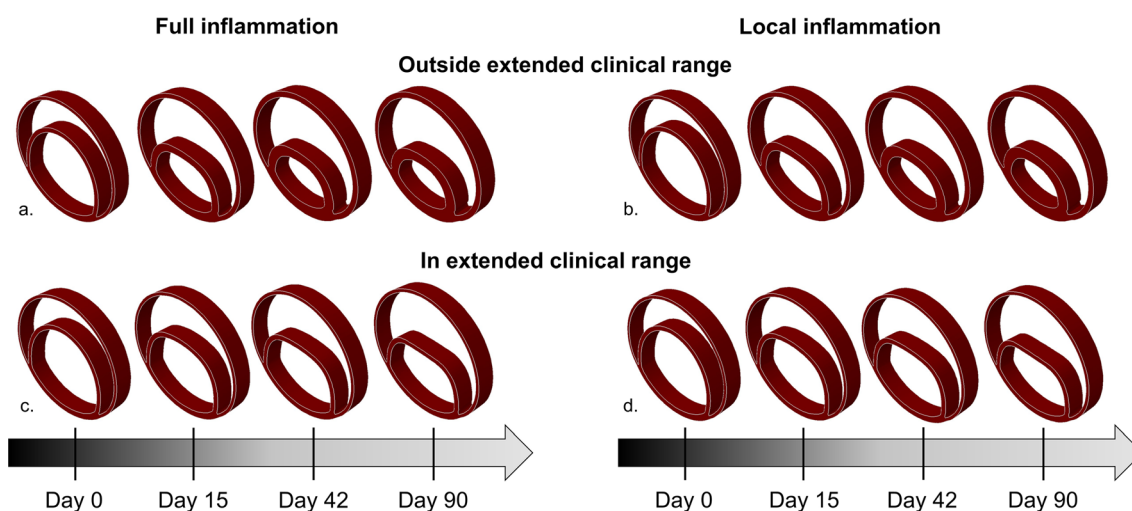 Full inflammation
Local inflammation
Outside extended clinical range
a.
b.
In extended clinical range
c.
d.
Day 0
Day 15
Day 42
Day 90
Day 0
Day 15
Day 42
Day 90